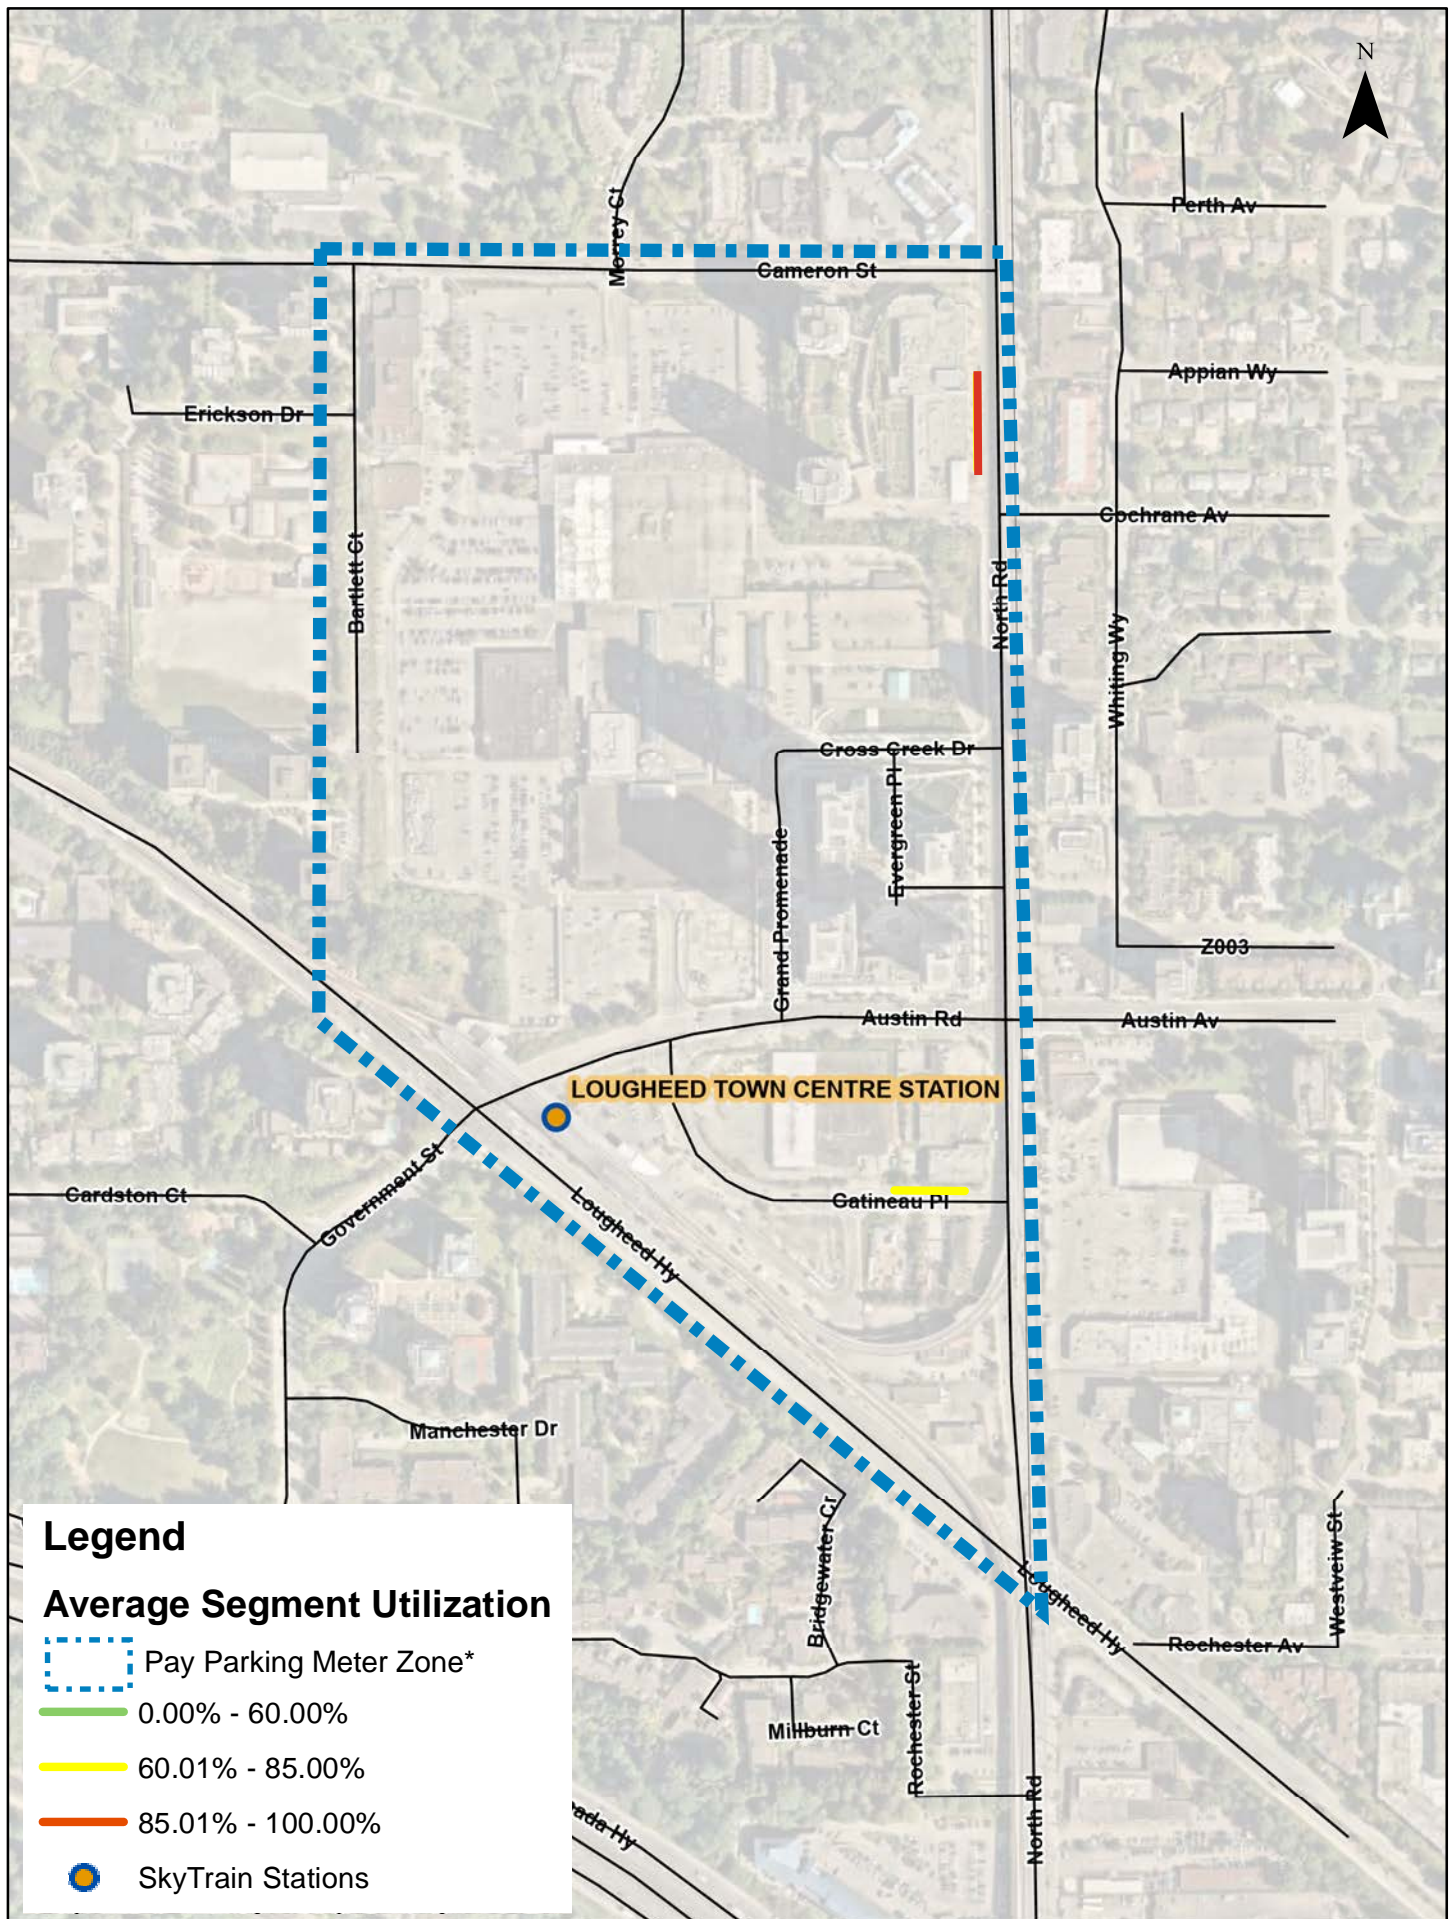 N
Perth Av
Morrey Ct
Cameron St
Appian Wy
Erickson Dr
Cochrane Av
Bartlett Ct
North Rd
Whiting Wy
Cross Creek Dr
Evergreen Pl
Grand Promenade
Z003
Austin Rd
Austin Av
LOUGHEED TOWN CENTRE STATION
Government St
Cardston Ct
Gatineau Pl
Lougheed Hy
Manchester Dr
Bridgewater Cr
Westveiw St
Lougheed Hy
Rochester Av
Rochester St
Millburn Ct
North Rd
ada Hy
Legend
Average Segment Utilization
Pay Parking Meter Zone*
0.00% - 60.00%
60.01% - 85.00%
85.01% - 100.00%
SkyTrain Stations